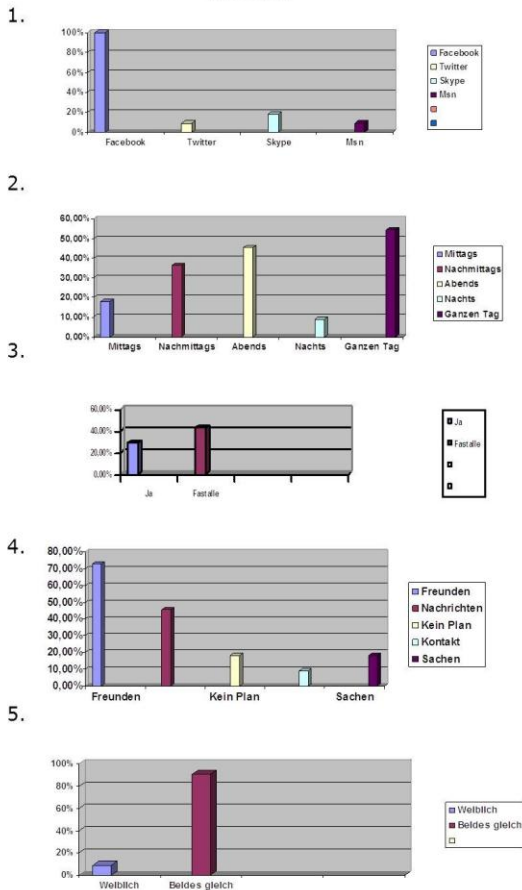 1.
100%
80%
60%
40%
20%
0%
Facebook Twitter Skype Msn
Facebook
Twitter
Skype
Msn
2.
60,00%
50,00%
40,00%
30,00%
20,00%
10,00%
0,00%
Mittags Nachmittags Abends Nachts Ganzen Tag
Mittags
Nachmittags
Abends
Nachts
Ganzen Tag
3.
60,00%
40,00%
20,00%
0,00%
Ja Fastalle
Ja
Fastalle
4.
80,00%
70,00%
60,00%
50,00%
40,00%
30,00%
20,00%
10,00%
0,00%
Freunden Kein Plan Sachen
Freunden
Nachrichten
Kein Plan
Kontakt
Sachen
5.
100%
80%
60%
40%
20%
0%
Weiblich Beides gleich
Weiblich
Beides gleich